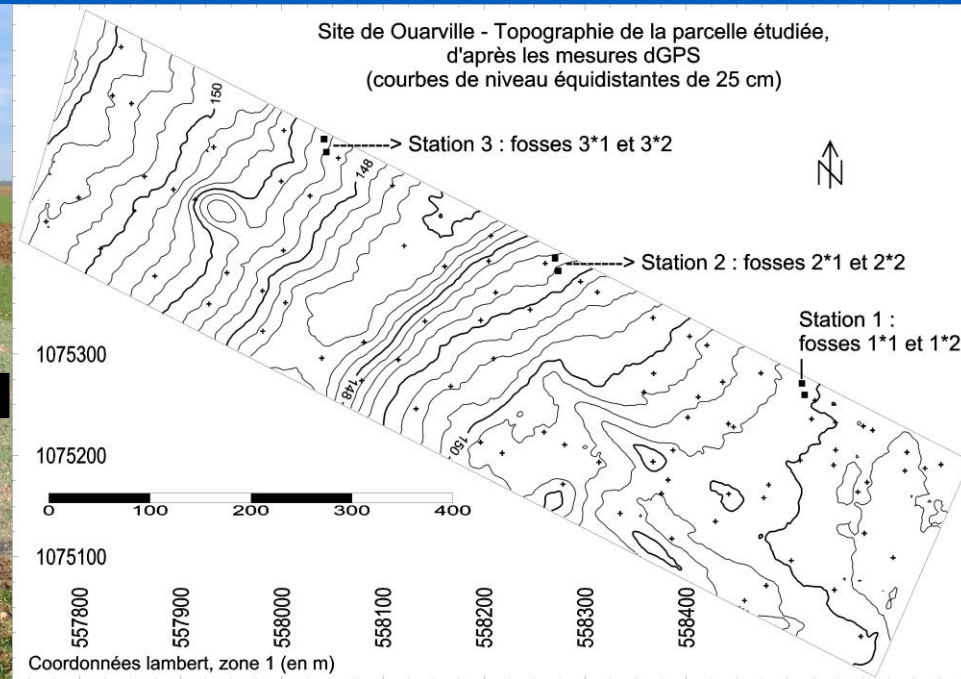 Site de Ouarville - Topographie de la parcelle étudiée,
d'après les mesures dGPS
(courbes de niveau équidistantes de 25 cm)
150
-----> Station 3 : fosses 3*1 et 3*2
148
N
------> Station 2 : fosses 2*1 et 2*2
Station 1 :
fosses 1*1 et 1*2
1075300
148
150
1075200
0 100 200 300 400
1075100
557800 557900 558000 558100 558200 558300 558400
Coordonnées lambert, zone 1 (en m)